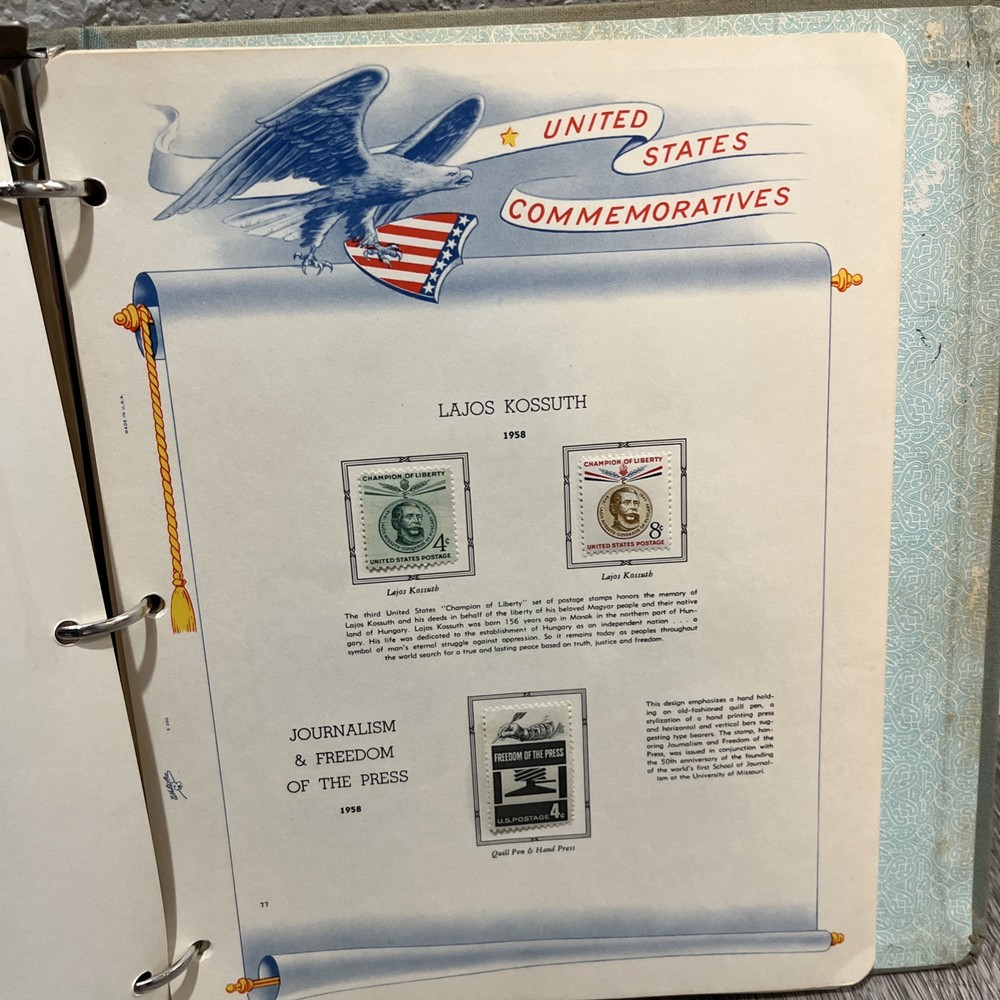 UNITED
STATES
COMMEMORATIVES
MADE IN U.S.A.
LAJOS KOSSUTH
1958
CHAMPION OF LIBERTY
4¢
UNITED STATES POSTAGE
Lajos Kossuth
CHAMPION OF LIBERTY
8¢
UNITED STATES POSTAGE
Lajos Kossuth
The third United States "Champion of Liberty" set of postage stamps honors the memory of
Lajos Kossuth and his deeds in behalf of the liberty of his beloved Magyar people and their native
land of Hungary. Lajos Kossuth was born 156 years ago in Monok in the northern part of Hun-
gary. His life was dedicated to the establishment of Hungary as an independent nation . . . a
symbol of man's eternal struggle against oppression. So it remains today as peoples throughout
the world search for a true and lasting peace based on truth, justice and freedom.
JOURNALISM
& FREEDOM
OF THE PRESS
1958
FREEDOM OF THE PRESS
U.S. POSTAGE 4¢
Quill Pen & Hand Press
This design emphasizes a hand hold-
ing an old-fashioned quill pen, a
stylization of a hand printing press
and horizontal and vertical bars sug-
gesting type bearers. The stamp, hon-
oring Journalism and Freedom of the
Press, was issued in conjunction with
the 50th anniversary of the founding
of the world's first School of Journal-
ism at the University of Missouri.
77